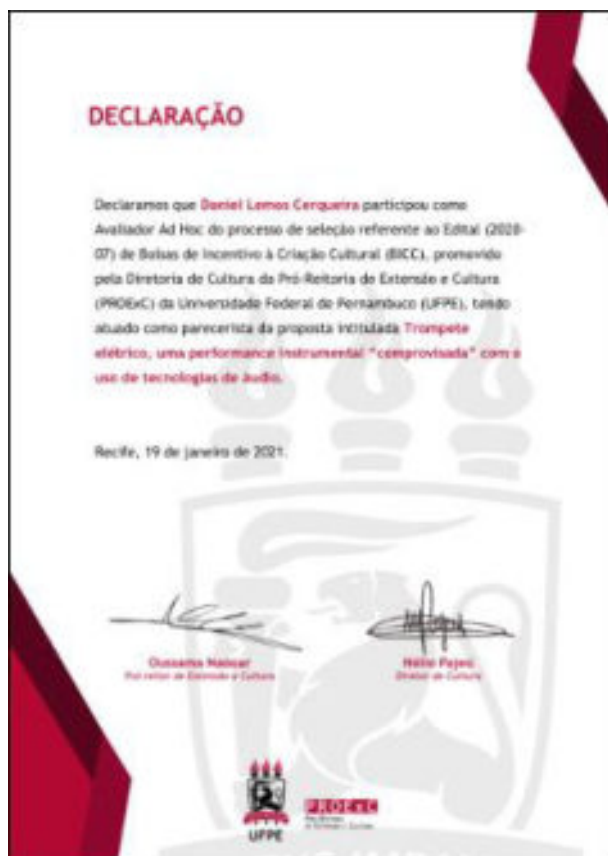 DECLARAÇÃO
Declaramos que Daniel Lemos Cerqueira participou como
Avaliador Ad Hoc do processo de seleção referente ao Edital (2020-
07) de Bolsas de Incentivo à Criação Cultural (BICC), promovido
pela Diretoria de Cultura da Pró-Reitoria de Extensão e Cultura
(PROExC) da Universidade Federal de Pernambuco (UFPE), tendo
atuado como parecerista da proposta intitulada Trompete
elétrico, uma performance instrumental "comprovisada" com o
uso de tecnologias de áudio.
Recife, 19 de janeiro de 2021.
Oussama Naouar
Pró-reitor de Extensão e Cultura
Hélio Pajeú
Diretor de Cultura
UFPE
PROExC